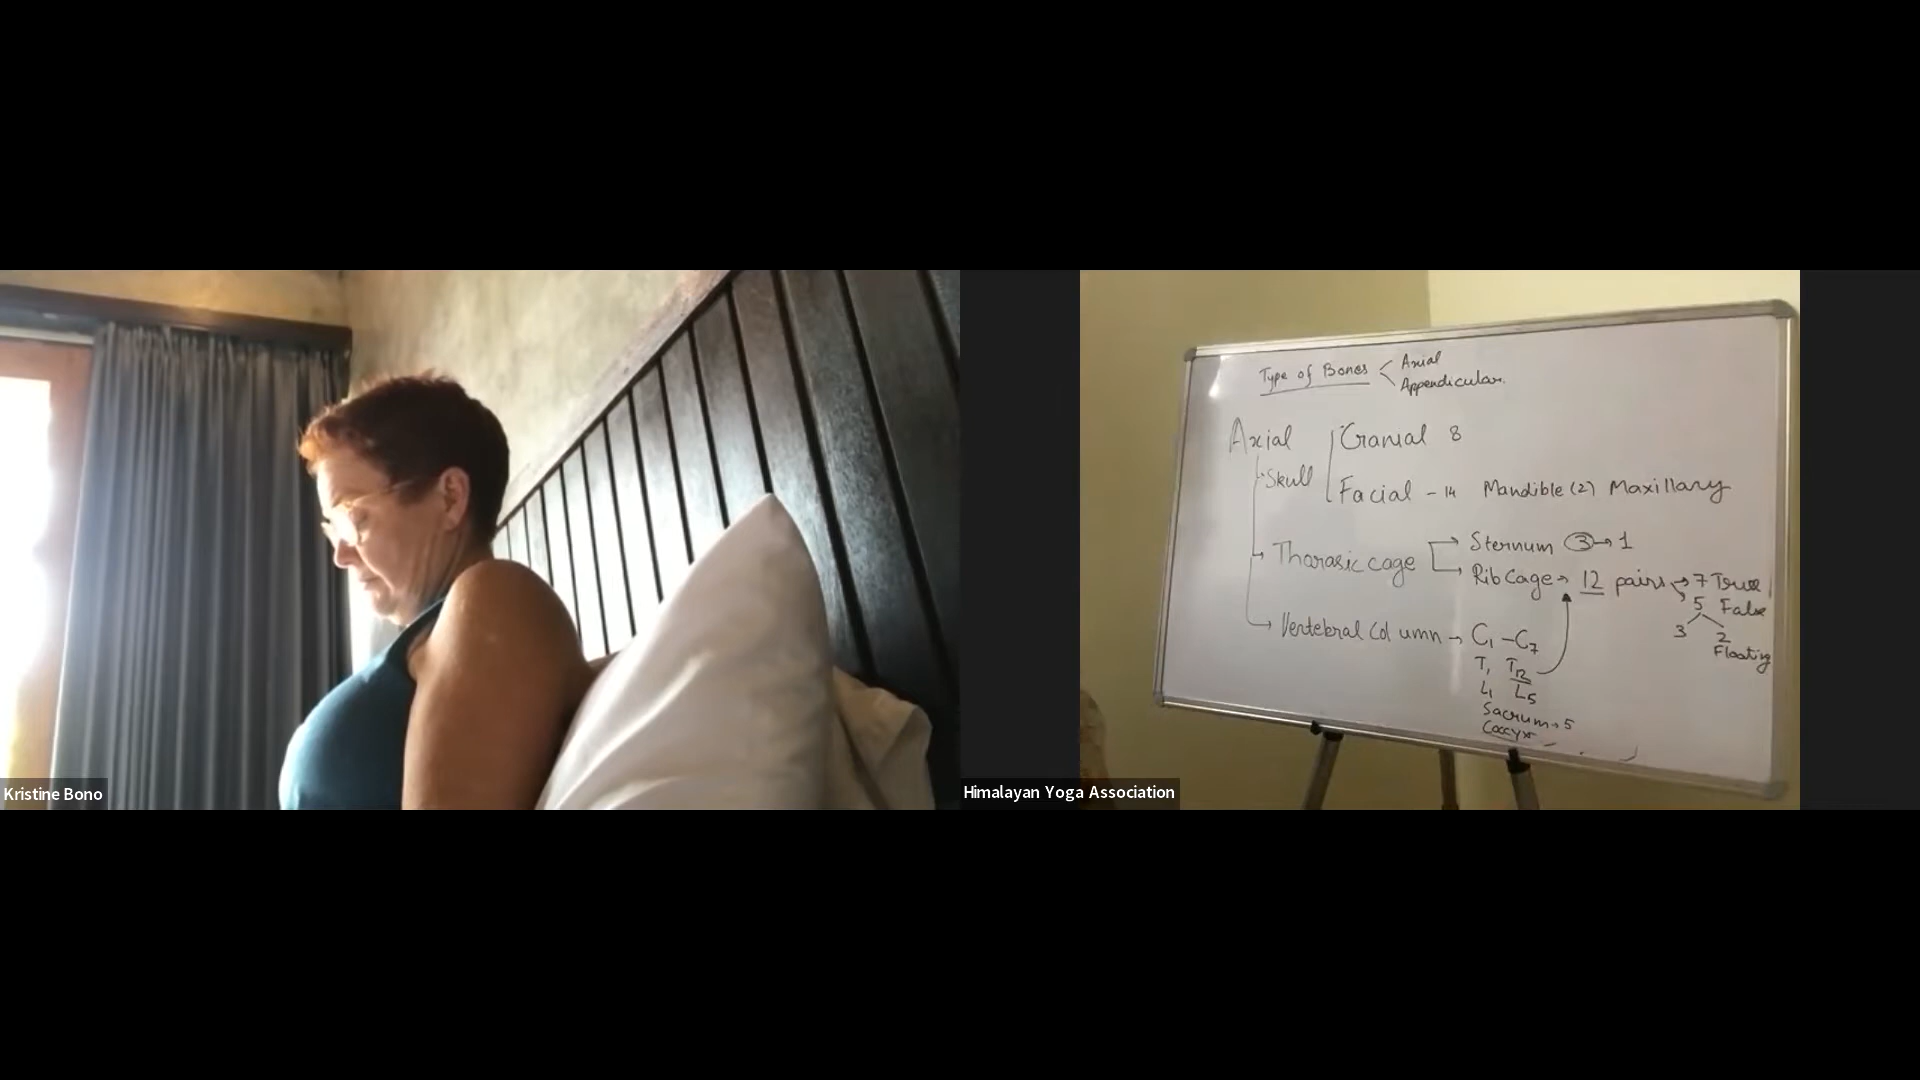 Type of Bones < Axial
Appendicular.
Axial
Cranial 8
Skull
Facial - 14 Mandible (2) Maxillary
Tharasic cage
Sternum 3 → 1
Rib Cage → 12 pairs → 7 True
5 False
3 2
Floating
Vertebral Column → C1 - C7
T1 T12
L1 L5
Sacrum → 5
Coccyx
Kristine Bono
Himalayan Yoga Association